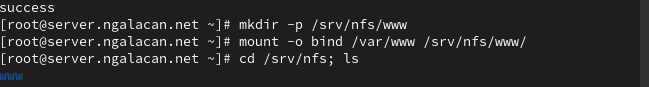 success
[root@server.ngalacan.net ~]# mkdir -p /srv/nfs/www
[root@server.ngalacan.net ~]# mount -o bind /var/www /srv/nfs/www/
[root@server.ngalacan.net ~]# cd /srv/nfs; ls
www